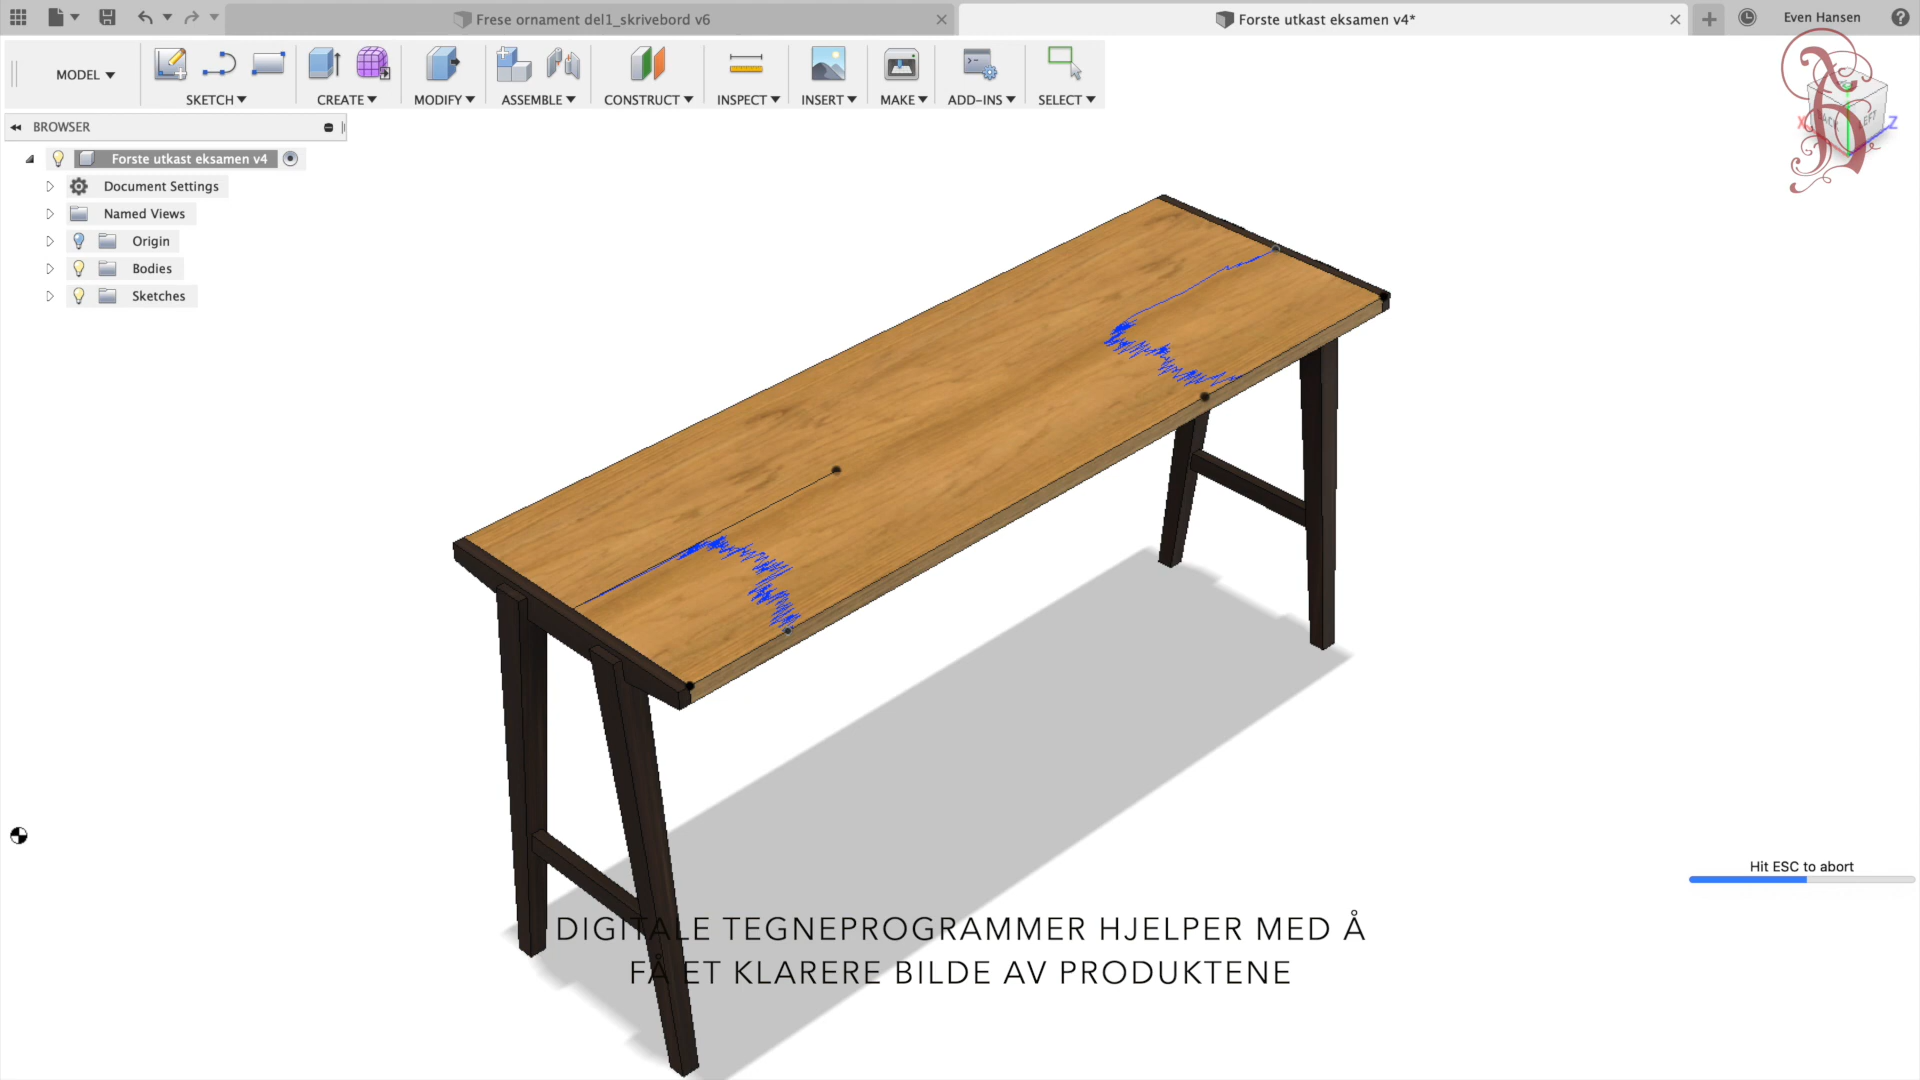 Frese ornament del1_skrivebord v6
Forste utkast eksamen v4*
Even Hansen
MODEL
SKETCH
CREATE
MODIFY
ASSEMBLE
CONSTRUCT
INSPECT
INSERT
MAKE
ADD-INS
SELECT
BROWSER
Forste utkast eksamen v4
Document Settings
Named Views
Origin
Bodies
Sketches
X
BACK
LEFT
Z
Hit ESC to abort
DIGITALE TEGNEPROGRAMMER HJELPER MED Å
FÅ ET KLARERE BILDE AV PRODUKTENE